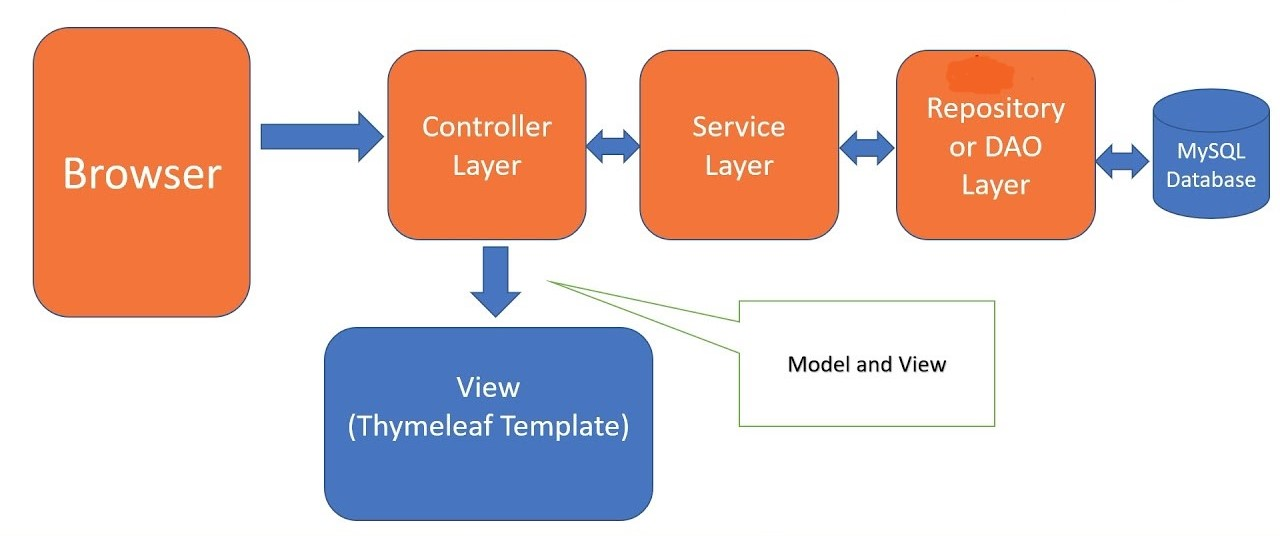 Browser
Controller
Layer
Service
Layer
Repository
or DAO
Layer
MySQL
Database
View
(Thymeleaf Template)
Model and View